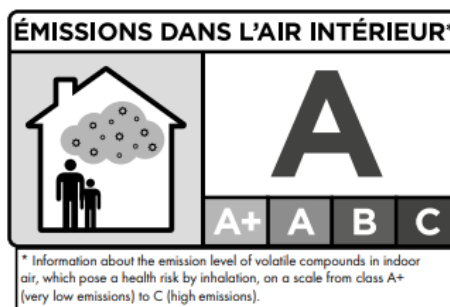 ÉMISSIONS DANS L'AIR INTÉRIEUR*
A
A+ A B C
* Information about the emission level of volatile compounds in indoor
air, which pose a health risk by inhalation, on a scale from class A+
(very low emissions) to C (high emissions).